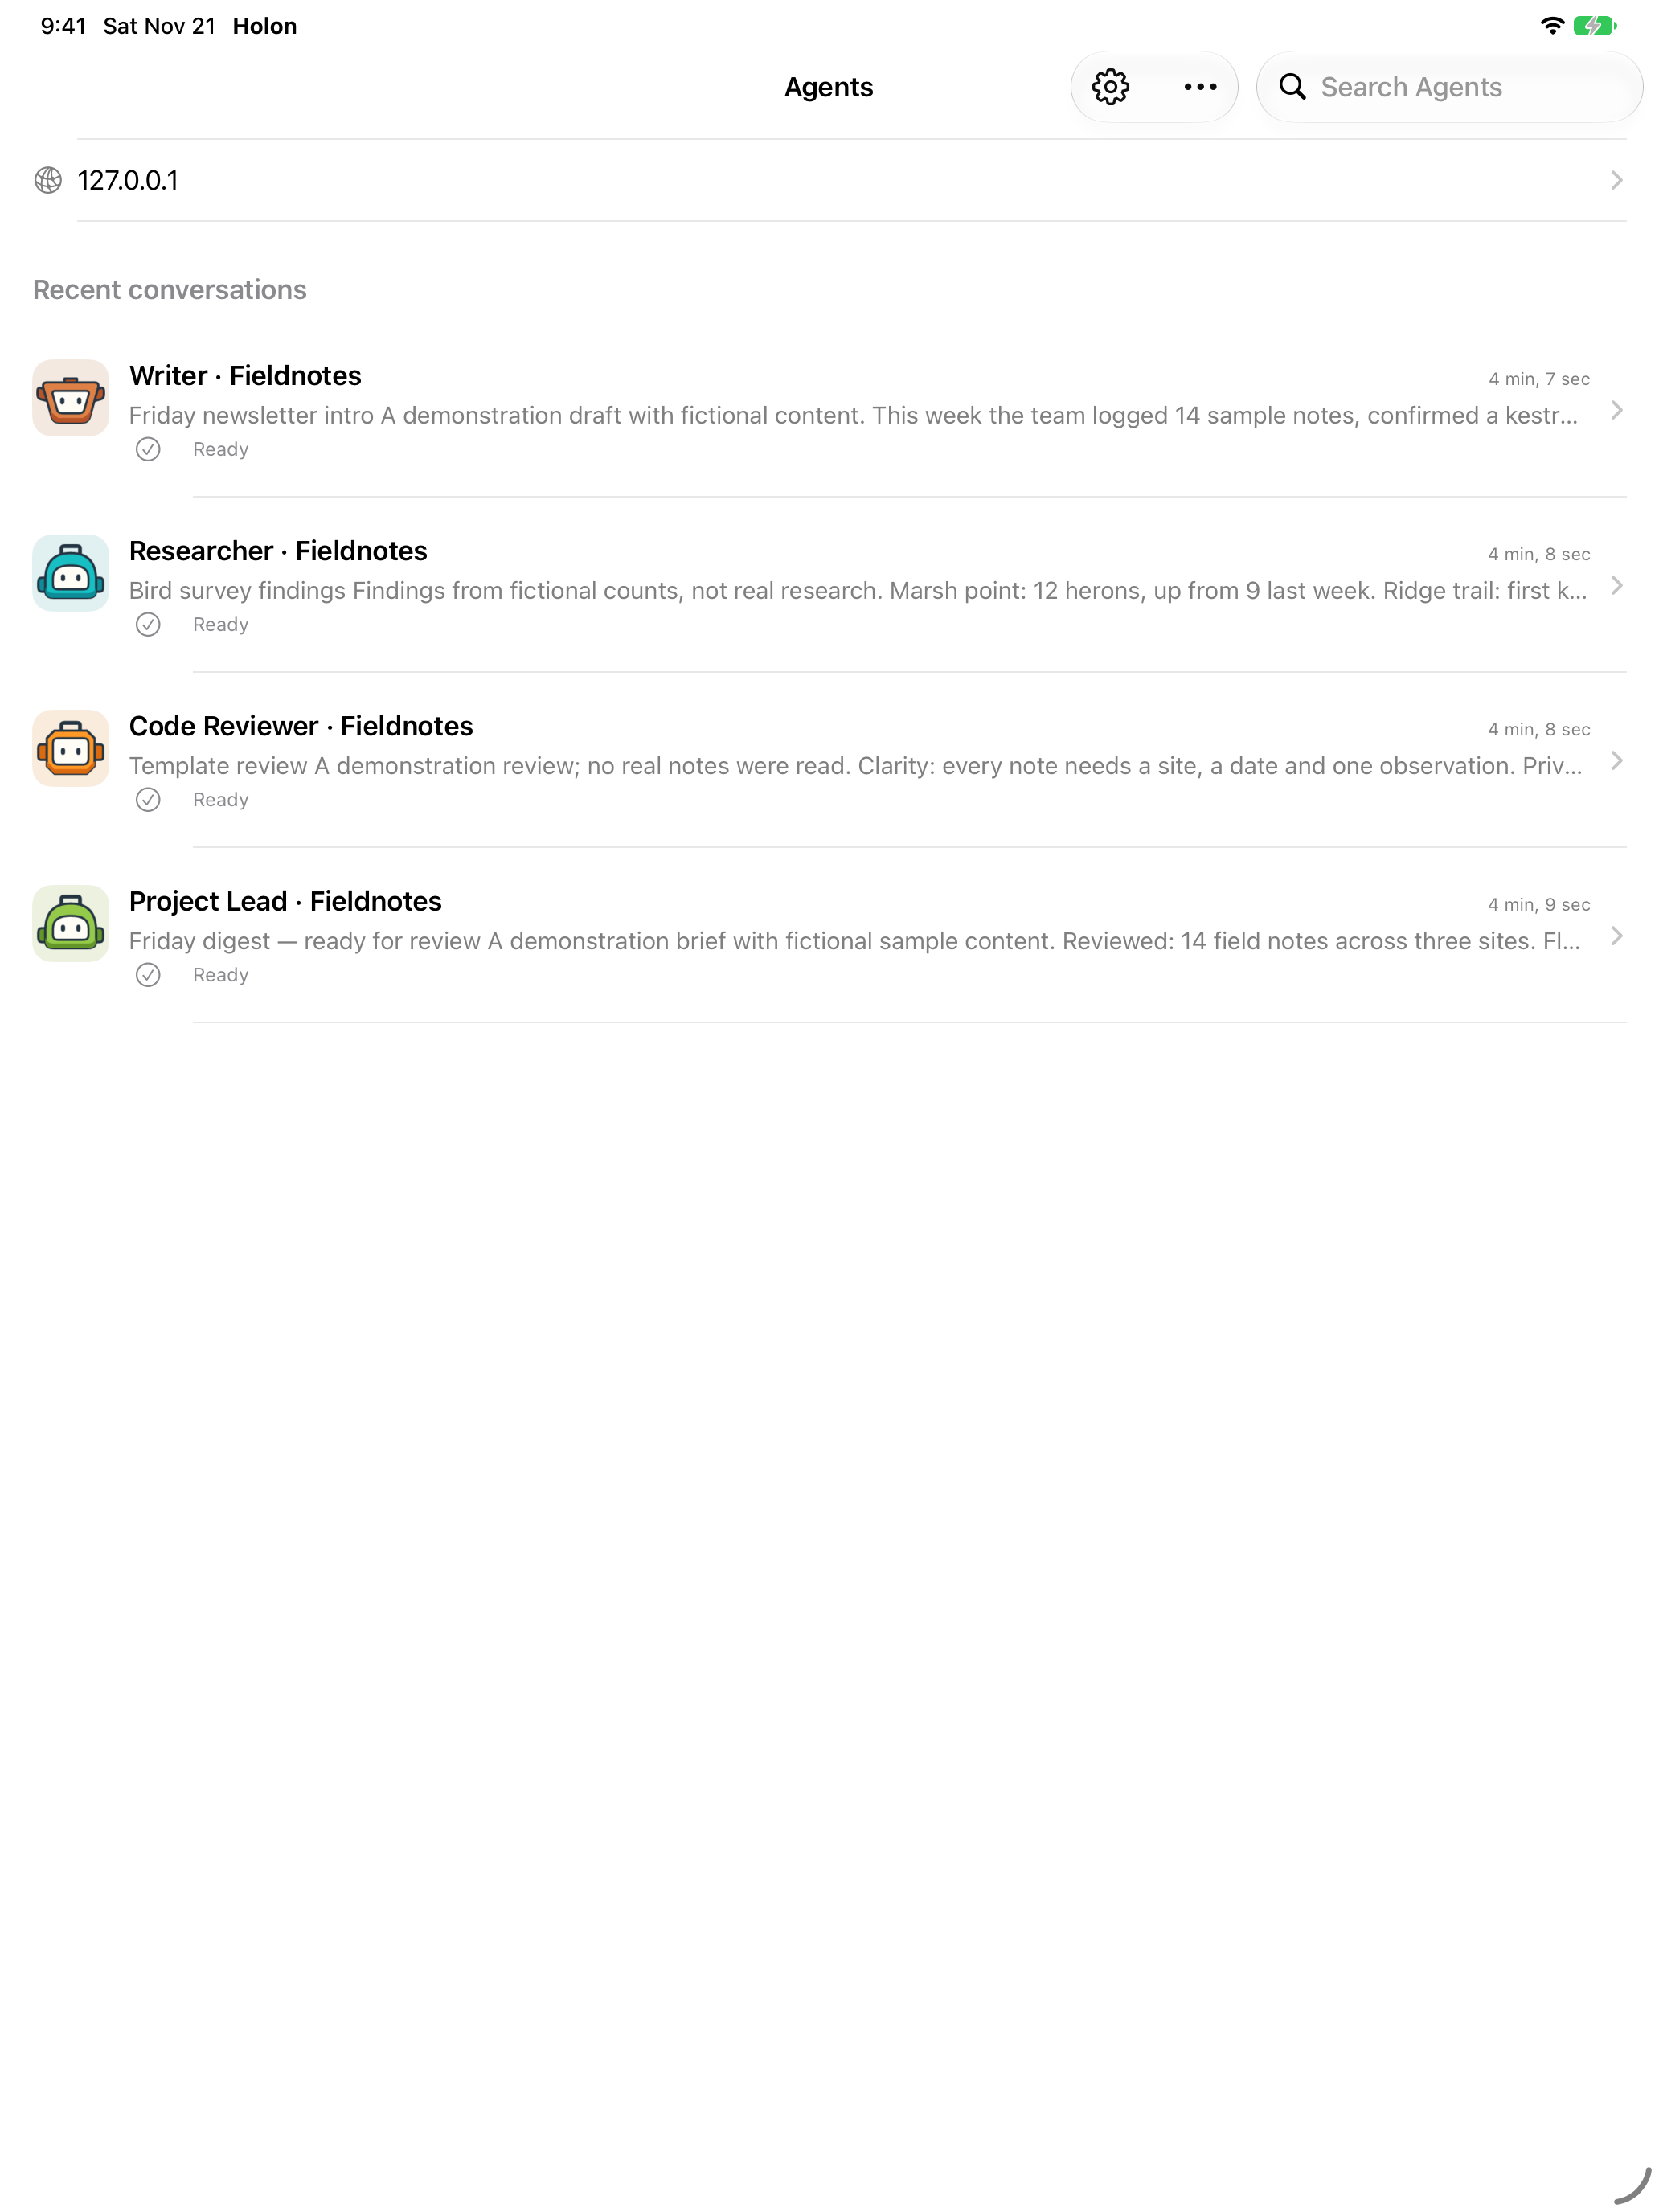 9:41 Sat Nov 21 Holon
Agents
Search Agents
127.0.0.1
Recent conversations
Writer · Fieldnotes
4 min, 7 sec
Friday newsletter intro A demonstration draft with fictional content. This week the team logged 14 sample notes, confirmed a kestr...
Ready
Researcher · Fieldnotes
4 min, 8 sec
Bird survey findings Findings from fictional counts, not real research. Marsh point: 12 herons, up from 9 last week. Ridge trail: first k...
Ready
Code Reviewer · Fieldnotes
4 min, 8 sec
Template review A demonstration review; no real notes were read. Clarity: every note needs a site, a date and one observation. Priv...
Ready
Project Lead · Fieldnotes
4 min, 9 sec
Friday digest — ready for review A demonstration brief with fictional sample content. Reviewed: 14 field notes across three sites. Fl...
Ready